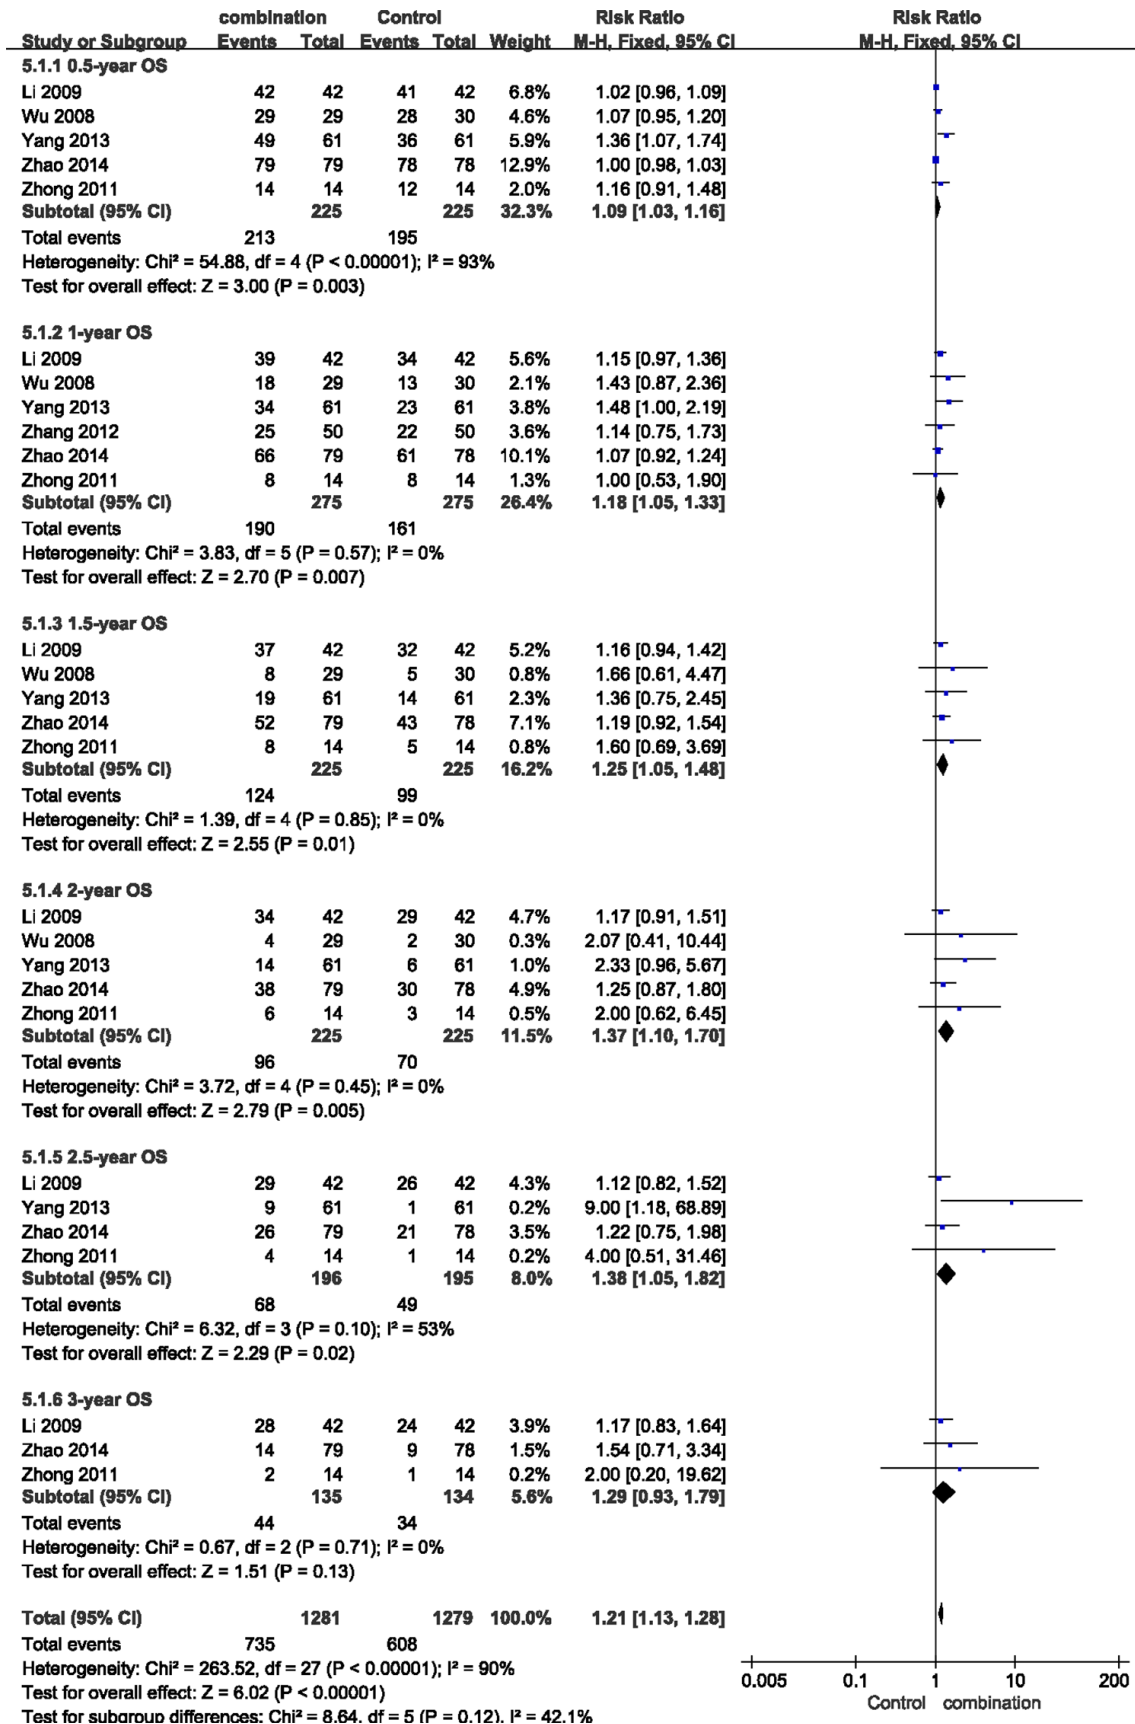 combination Control Risk Ratio Risk Ratio
Study or Subgroup Events Total Events Total Weight M-H, Fixed, 95% CI M-H, Fixed, 95% CI
5.1.1 0.5-year OS
Li 2009 42 42 41 42 6.8% 1.02 [0.96, 1.09]
Wu 2008 29 29 28 30 4.6% 1.07 [0.95, 1.20]
Yang 2013 49 61 36 61 5.9% 1.36 [1.07, 1.74]
Zhao 2014 79 79 78 78 12.9% 1.00 [0.98, 1.03]
Zhong 2011 14 14 12 14 2.0% 1.16 [0.91, 1.48]
Subtotal (95% CI) 225 225 32.3% 1.09 [1.03, 1.16]
Total events 213 195
Heterogeneity: Chi² = 54.88, df = 4 (P < 0.00001); I² = 93%
Test for overall effect: Z = 3.00 (P = 0.003)
5.1.2 1-year OS
Li 2009 39 42 34 42 5.6% 1.15 [0.97, 1.36]
Wu 2008 18 29 13 30 2.1% 1.43 [0.87, 2.36]
Yang 2013 34 61 23 61 3.8% 1.48 [1.00, 2.19]
Zhang 2012 25 50 22 50 3.6% 1.14 [0.75, 1.73]
Zhao 2014 66 79 61 78 10.1% 1.07 [0.92, 1.24]
Zhong 2011 8 14 8 14 1.3% 1.00 [0.53, 1.90]
Subtotal (95% CI) 275 275 26.4% 1.18 [1.05, 1.33]
Total events 190 161
Heterogeneity: Chi² = 3.83, df = 5 (P = 0.57); I² = 0%
Test for overall effect: Z = 2.70 (P = 0.007)
5.1.3 1.5-year OS
Li 2009 37 42 32 42 5.2% 1.16 [0.94, 1.42]
Wu 2008 8 29 5 30 0.8% 1.66 [0.61, 4.47]
Yang 2013 19 61 14 61 2.3% 1.36 [0.75, 2.45]
Zhao 2014 52 79 43 78 7.1% 1.19 [0.92, 1.54]
Zhong 2011 8 14 5 14 0.8% 1.60 [0.69, 3.69]
Subtotal (95% CI) 225 225 16.2% 1.25 [1.05, 1.48]
Total events 124 99
Heterogeneity: Chi² = 1.39, df = 4 (P = 0.85); I² = 0%
Test for overall effect: Z = 2.55 (P = 0.01)
5.1.4 2-year OS
Li 2009 34 42 29 42 4.7% 1.17 [0.91, 1.51]
Wu 2008 4 29 2 30 0.3% 2.07 [0.41, 10.44]
Yang 2013 14 61 6 61 1.0% 2.33 [0.96, 5.67]
Zhao 2014 38 79 30 78 4.9% 1.25 [0.87, 1.80]
Zhong 2011 6 14 3 14 0.5% 2.00 [0.62, 6.45]
Subtotal (95% CI) 225 225 11.5% 1.37 [1.10, 1.70]
Total events 96 70
Heterogeneity: Chi² = 3.72, df = 4 (P = 0.45); I² = 0%
Test for overall effect: Z = 2.79 (P = 0.005)
5.1.5 2.5-year OS
Li 2009 29 42 26 42 4.3% 1.12 [0.82, 1.52]
Yang 2013 9 61 1 61 0.2% 9.00 [1.18, 68.89]
Zhao 2014 26 79 21 78 3.5% 1.22 [0.75, 1.98]
Zhong 2011 4 14 1 14 0.2% 4.00 [0.51, 31.46]
Subtotal (95% CI) 196 195 8.0% 1.38 [1.05, 1.82]
Total events 68 49
Heterogeneity: Chi² = 6.32, df = 3 (P = 0.10); I² = 53%
Test for overall effect: Z = 2.29 (P = 0.02)
5.1.6 3-year OS
Li 2009 28 42 24 42 3.9% 1.17 [0.83, 1.64]
Zhao 2014 14 79 9 78 1.5% 1.54 [0.71, 3.34]
Zhong 2011 2 14 1 14 0.2% 2.00 [0.20, 19.62]
Subtotal (95% CI) 135 134 5.6% 1.29 [0.93, 1.79]
Total events 44 34
Heterogeneity: Chi² = 0.67, df = 2 (P = 0.71); I² = 0%
Test for overall effect: Z = 1.51 (P = 0.13)
Total (95% CI) 1281 1279 100.0% 1.21 [1.13, 1.28]
Total events 735 608
Heterogeneity: Chi² = 263.52, df = 27 (P < 0.00001); I² = 90%
Test for overall effect: Z = 6.02 (P < 0.00001)
Test for subgroup differences: Chi² = 8.64, df = 5 (P = 0.12), I² = 42.1%
0.005 0.1 1 10 200
Control combination